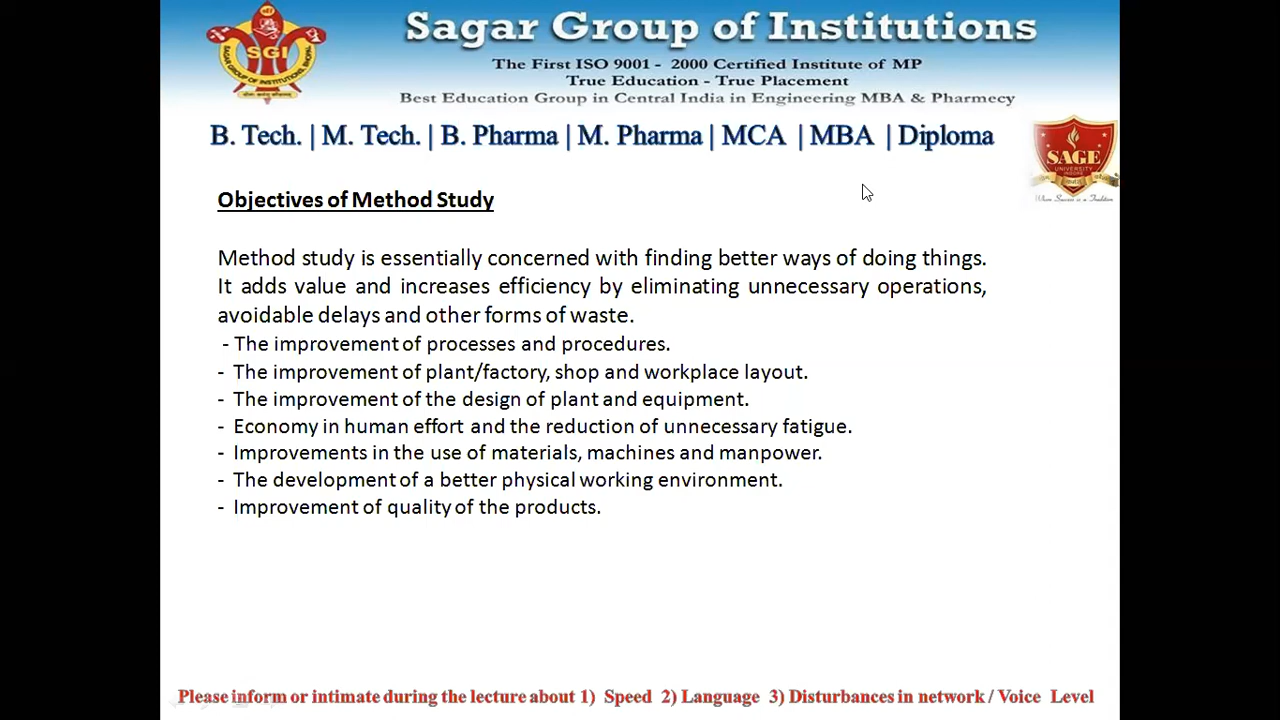 Sagar Group of Institutions
SGI
The First ISO 9001 - 2000 Certified Institute of MP
True Education - True Placement
Best Education Group in Central India in Engineering MBA & Pharmecy
B. Tech. | M. Tech. | B. Pharma | M. Pharma | MCA | MBA | Diploma
SAGE
UNIVERSITY
Objectives of Method Study
Method study is essentially concerned with finding better ways of doing things.
It adds value and increases efficiency by eliminating unnecessary operations,
avoidable delays and other forms of waste.
- The improvement of processes and procedures.
- The improvement of plant/factory, shop and workplace layout.
- The improvement of the design of plant and equipment.
- Economy in human effort and the reduction of unnecessary fatigue.
- Improvements in the use of materials, machines and manpower.
- The development of a better physical working environment.
- Improvement of quality of the products.
Please inform or intimate during the lecture about 1) Speed 2) Language 3) Disturbances in network / Voice Level